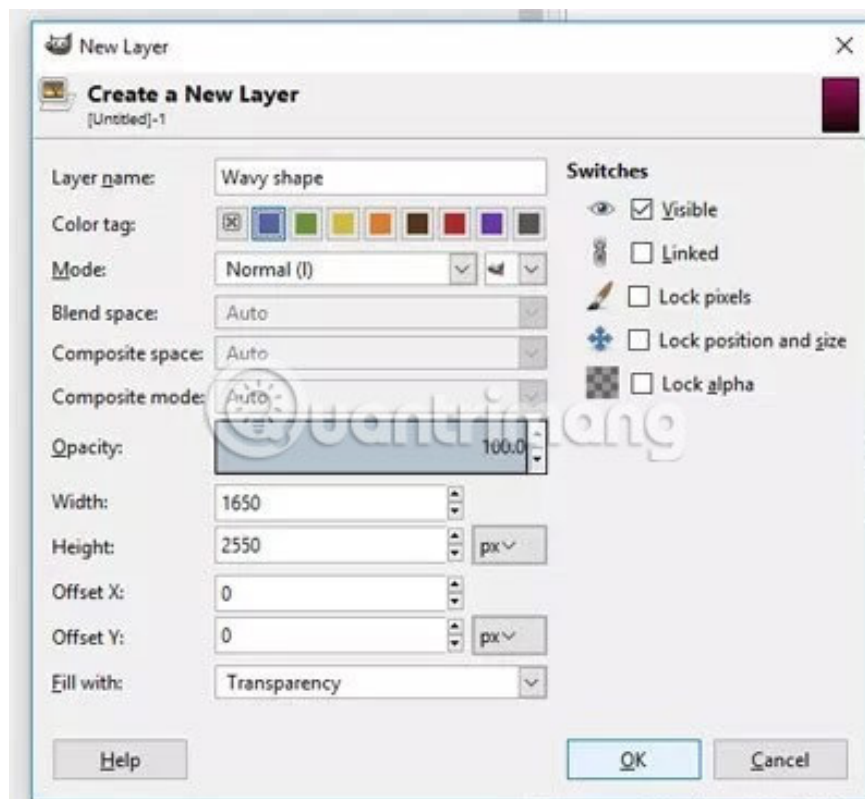 New Layer
Create a New Layer
[Untitled]-1
Layer name: Wavy shape
Color tag:
Mode: Normal (l)
Blend space: Auto
Composite space: Auto
Composite mode: Auto
Opacity: 100.0
Width: 1650
Height: 2550 px
Offset X: 0
Offset Y: 0 px
Fill with: Transparency
Switches
Visible
Linked
Lock pixels
Lock position and size
Lock alpha
Quantrimang
Help
OK
Cancel